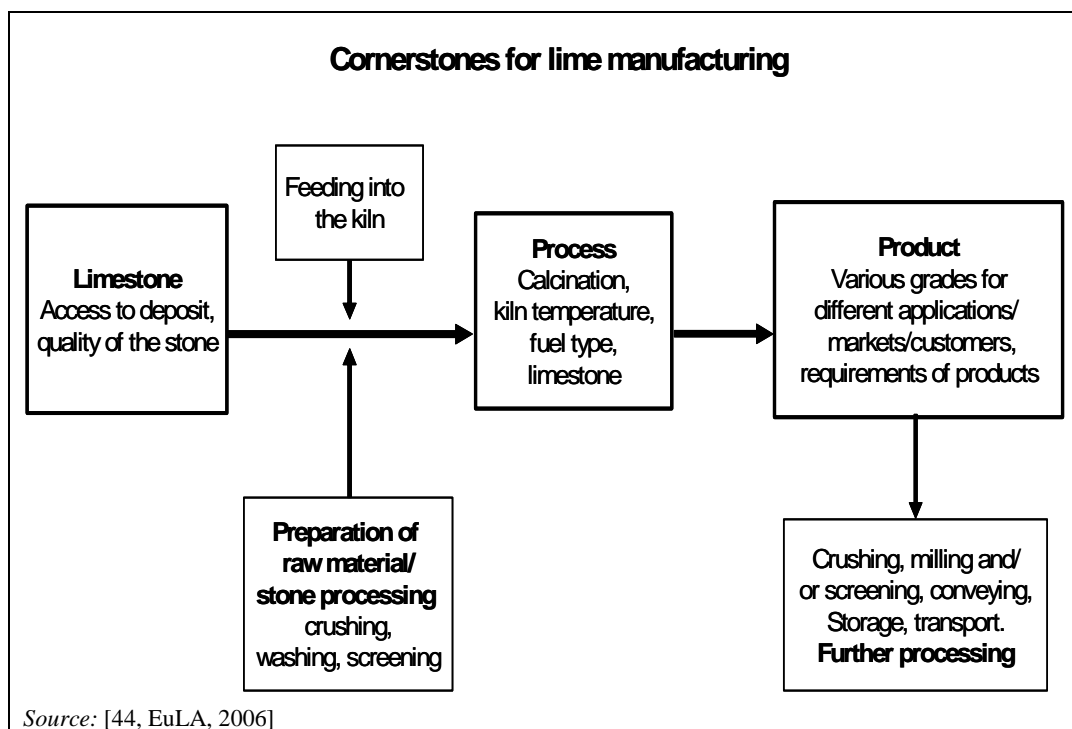 Cornerstones for lime manufacturing
Feeding into
the kiln
Limestone
Access to deposit,
quality of the stone
Process
Calcination,
kiln temperature,
fuel type,
limestone
Product
Various grades for
different applications/
markets/customers,
requirements of products
Preparation of
raw material/
stone processing
crushing,
washing, screening
Crushing, milling and/
or screening, conveying,
Storage, transport.
Further processing
Source: [44, EuLA, 2006]